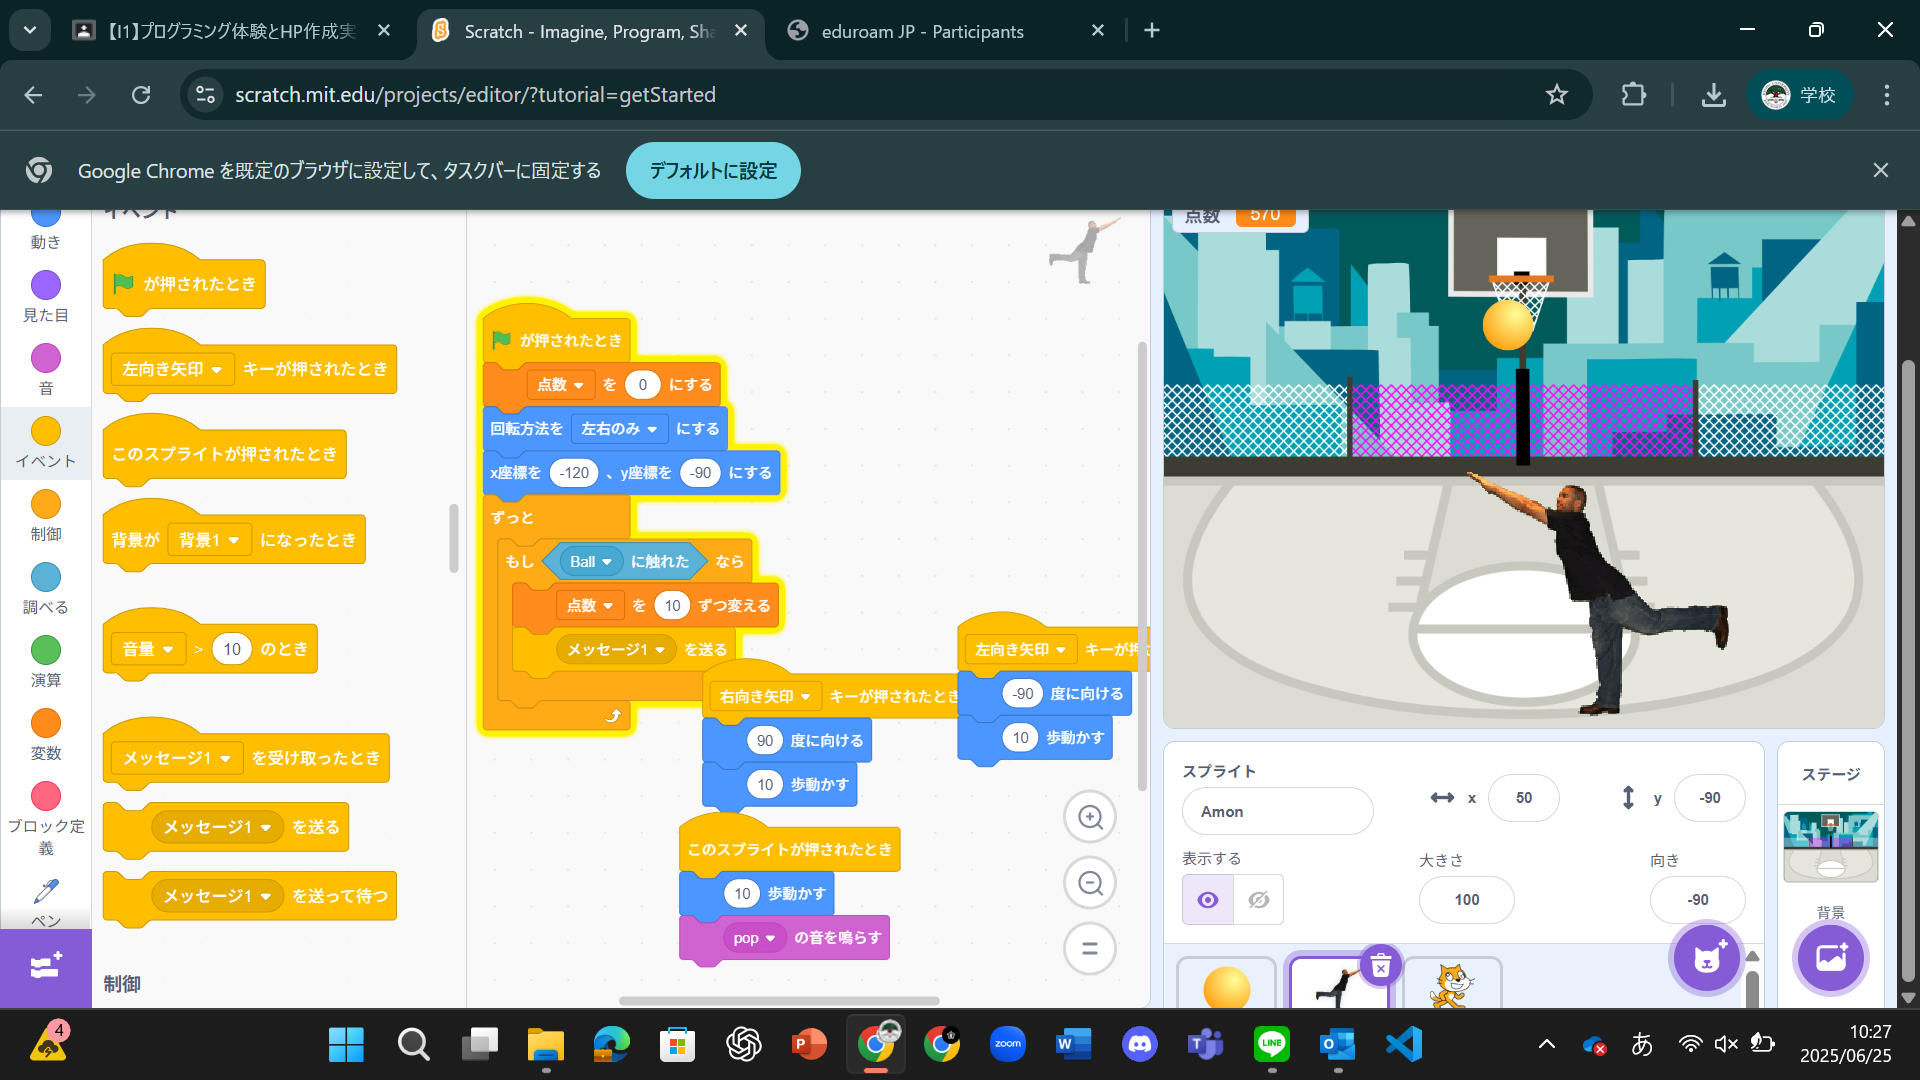 【I1】プログラミング体験とHP作成実
Scratch - Imagine, Program, Sha
eduroam JP - Participants
scratch.mit.edu/projects/editor/?tutorial=getStarted
学校
Google Chrome を既定のブラウザに設定して、タスクバーに固定する
デフォルトに設定
動き
見た目
音
イベント
制御
調べる
演算
変数
ブロック定
義
ペン
イベント
が押されたとき
左向き矢印 キーが押されたとき
このスプライトが押されたとき
背景が 背景1 になったとき
音量 > 10 のとき
メッセージ1 を受け取ったとき
メッセージ1 を送る
メッセージ1 を送って待つ
制御
が押されたとき
点数 を 0 にする
回転方法を 左右のみ にする
x座標を -120 、y座標を -90 にする
ずっと
もし Ball に触れた なら
点数 を 10 ずつ変える
メッセージ1 を送る
右向き矢印 キーが押されたとき
90 度に向ける
10 歩動かす
左向き矢印 キーが押
-90 度に向ける
10 歩動かす
このスプライトが押されたとき
10 歩動かす
pop の音を鳴らす
点数 570
スプライト
Amon
x 50
y -90
表示する
大きさ
100
向き
-90
ステージ
背景
4
P
zoom
W
T
LINE
O
あ
10:27
2025/06/25